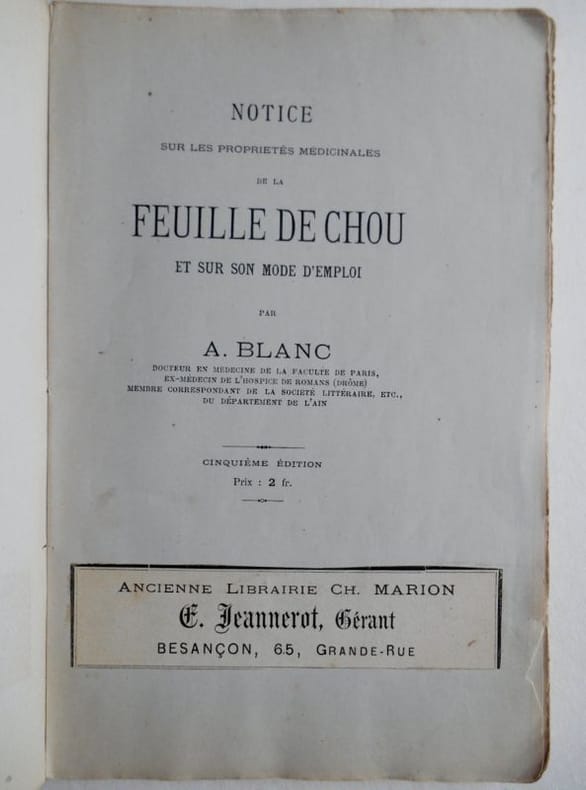 NOTICE
SUR LES PROPRIETÉS MÉDICINALES
DE LA
FEUILLE DE CHOU
ET SUR SON MODE D'EMPLOI
PAR
A. BLANC
DOCTEUR EN MÉDECINE DE LA FACULTÉ DE PARIS,
EX-MÉDECIN DE L'HOSPICE DE ROMANS (DRÔME)
MEMBRE CORRESPONDANT DE LA SOCIÉTÉ LITTÉRAIRE, ETC.,
DU DÉPARTEMENT DE L'AIN
CINQUIÈME ÉDITION
Prix : 2 fr.
ANCIENNE LIBRAIRIE CH. MARION
E. Jeannerot, Gérant
BESANÇON, 65, GRANDE-RUE